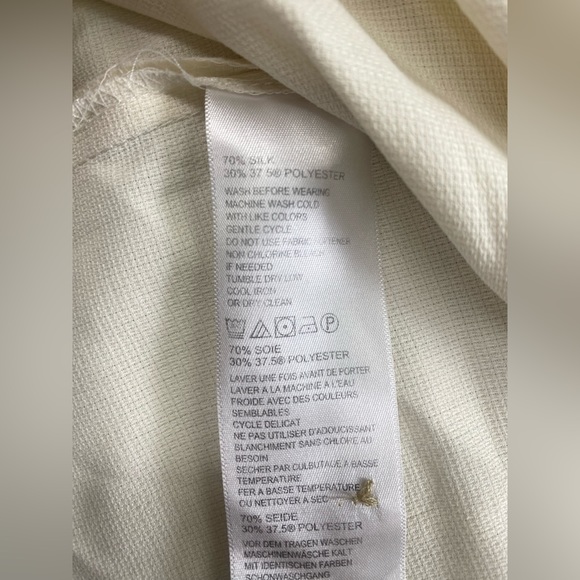 70% SILK
30% 37.5® POLYESTER
WASH BEFORE WEARING
MACHINE WASH COLD
WITH LIKE COLORS
GENTLE CYCLE
DO NOT USE FABRIC SOFTENER
NON CHLORINE BLEACH
IF NEEDED
TUMBLE DRY LOW
COOL IRON
OR DRY CLEAN
P
70% SOIE
30% 37.5® POLYESTER
LAVER UNE FOIS AVANT DE PORTER
LAVER A LA MACHINE A L'EAU
FROIDE AVEC DES COULEURS
SEMBLABLES
CYCLE DELICAT
NE PAS UTILISER D'ADOUCISSANT
BLANCHIMENT SANS CHLORE AU
BESOIN
SECHER PAR CULBUTAGE A BASSE
TEMPERATURE
FER A BASSE TEMPERATURE
OU NETTOYER A SEC
70% SEIDE
30% 37.5® POLYESTER
VOR DEM TRAGEN WASCHEN
MASCHINENWÄSCHE KALT
MIT IDENTISCHEN FARBEN
SCHONWASCHGANG